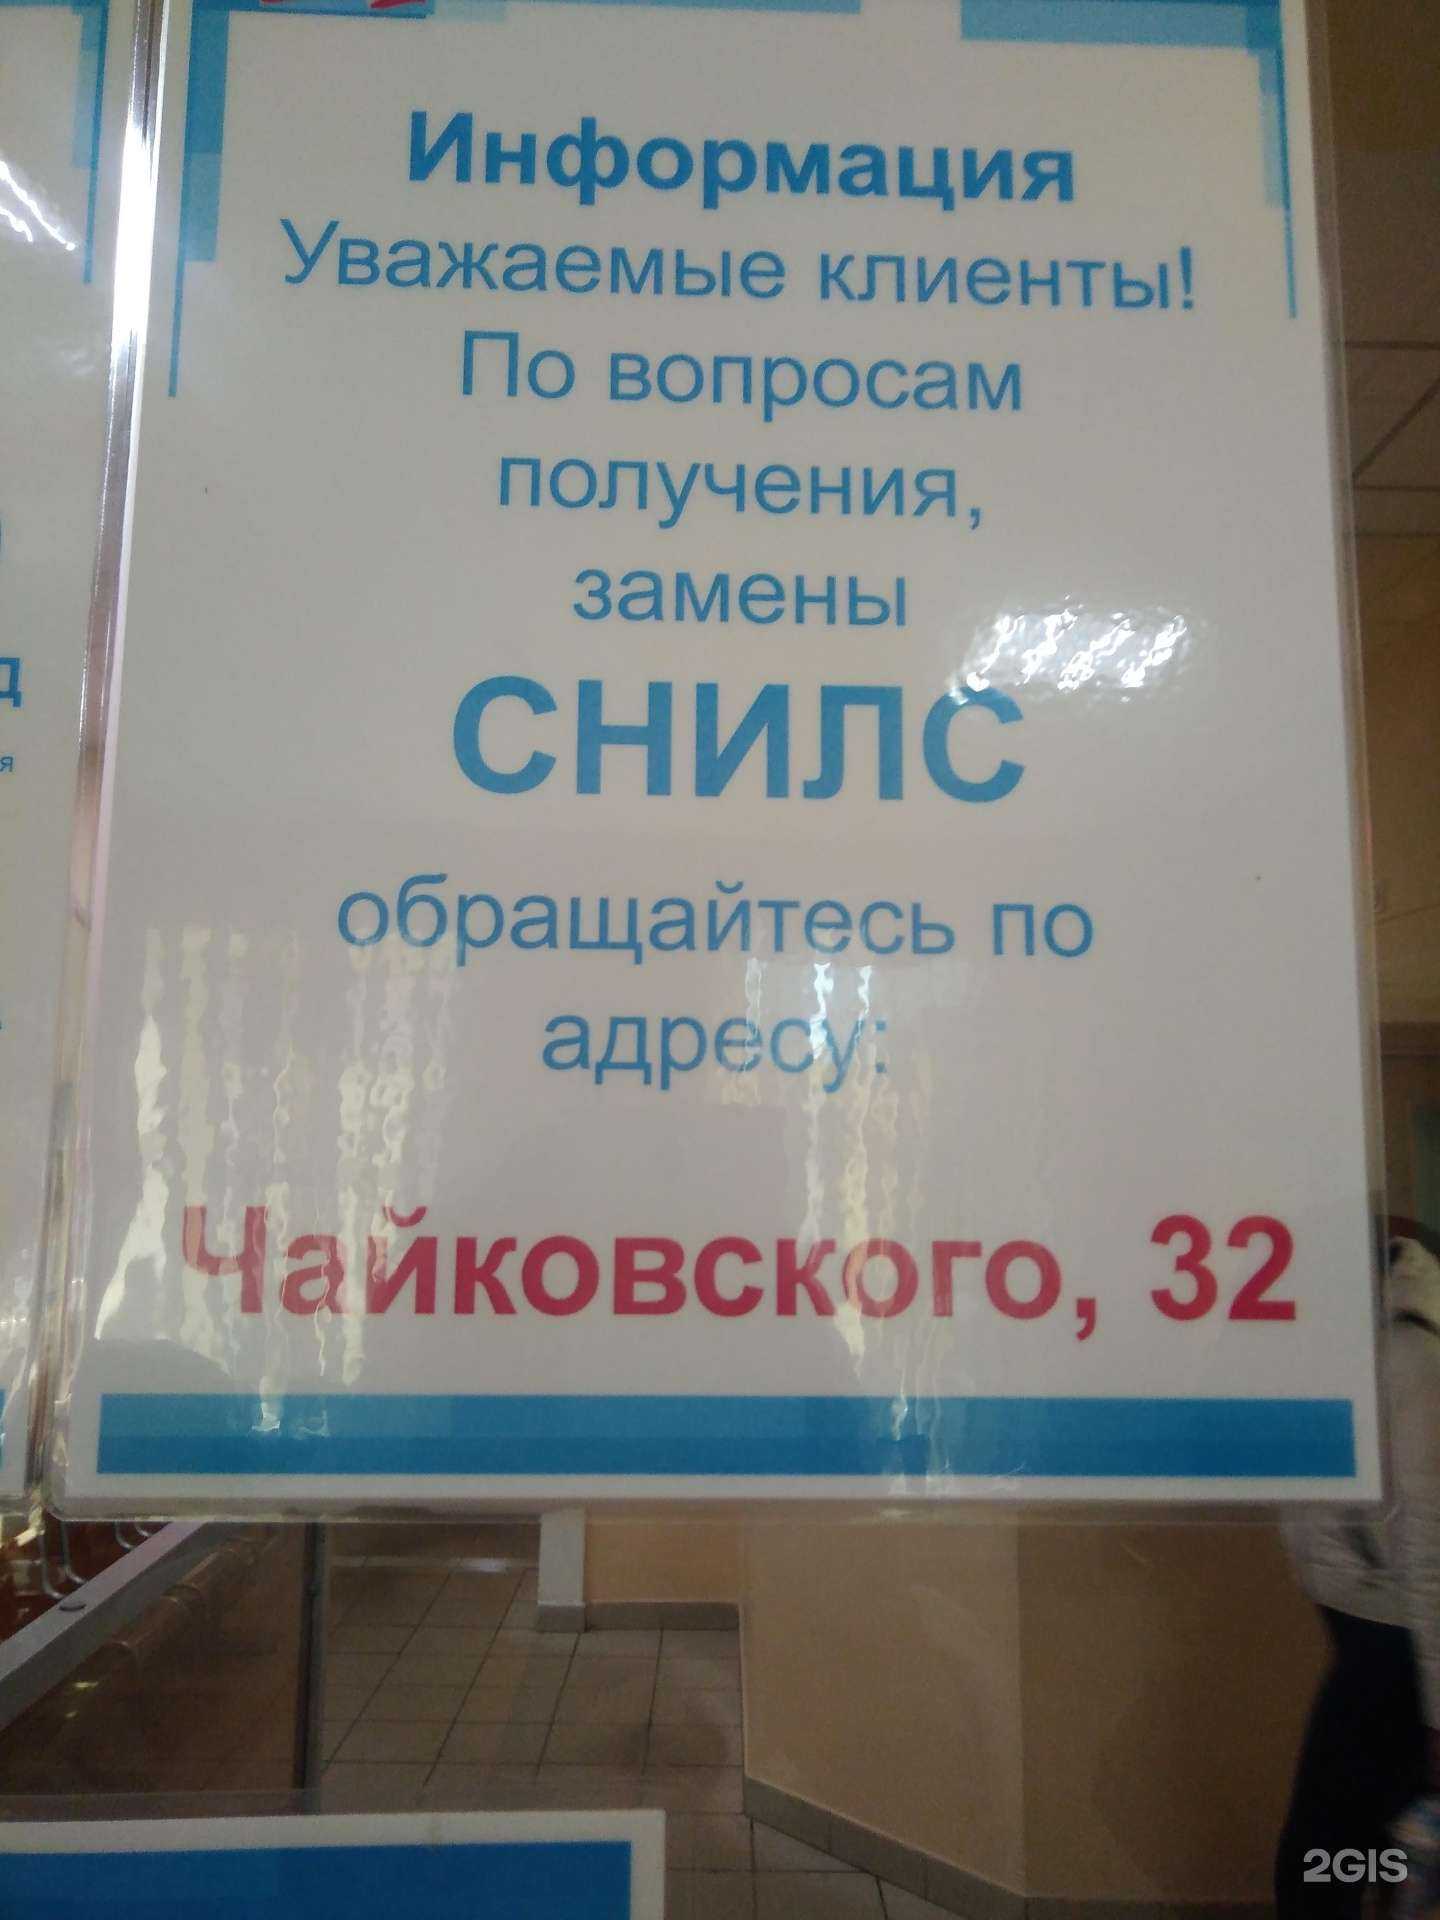 Информация
Уважаемые клиенты!
По вопросам
получения,
замены
СНИЛС
обращайтесь по
адресу:
Чайковского, 32
д
я
2GIS